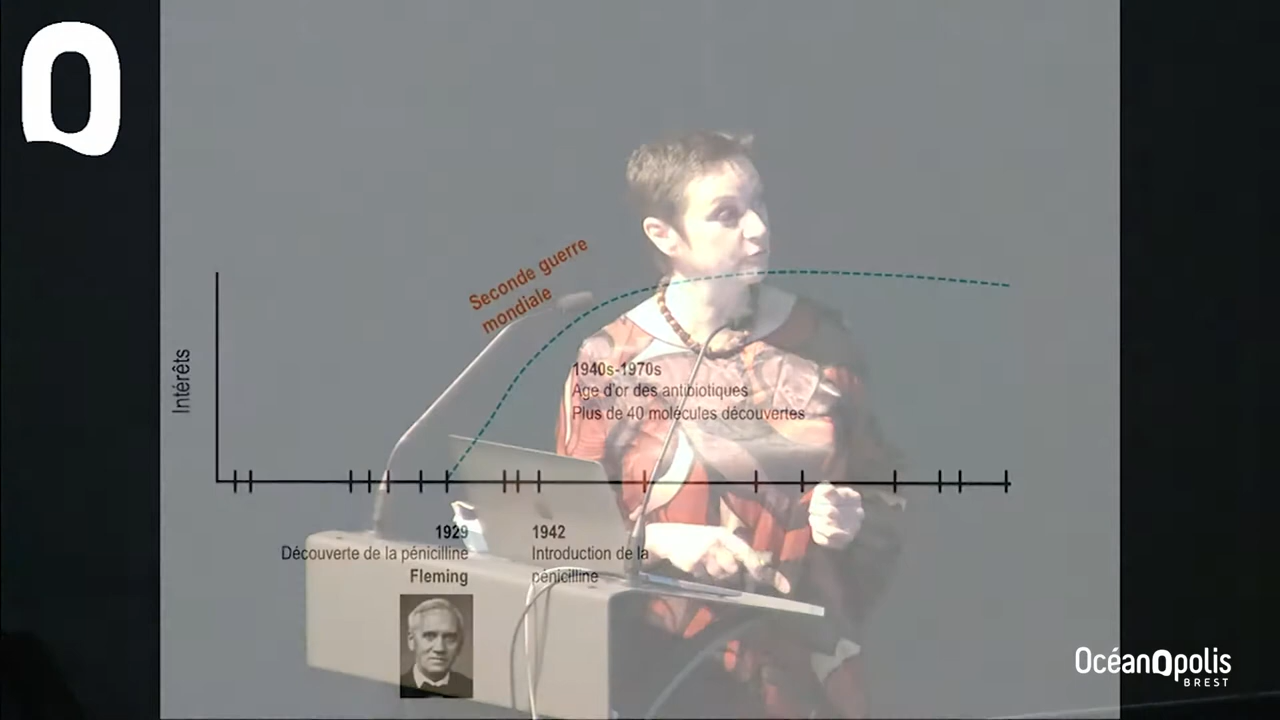 Seconde guerre
mondiale
Intérêts
1940s-1970s
Age d'or des antibiotiques
Plus de 40 molécules découvertes
1929
Découverte de la pénicilline
Fleming
1942
Introduction de la
pénicilline
OcéanOpolis
BREST